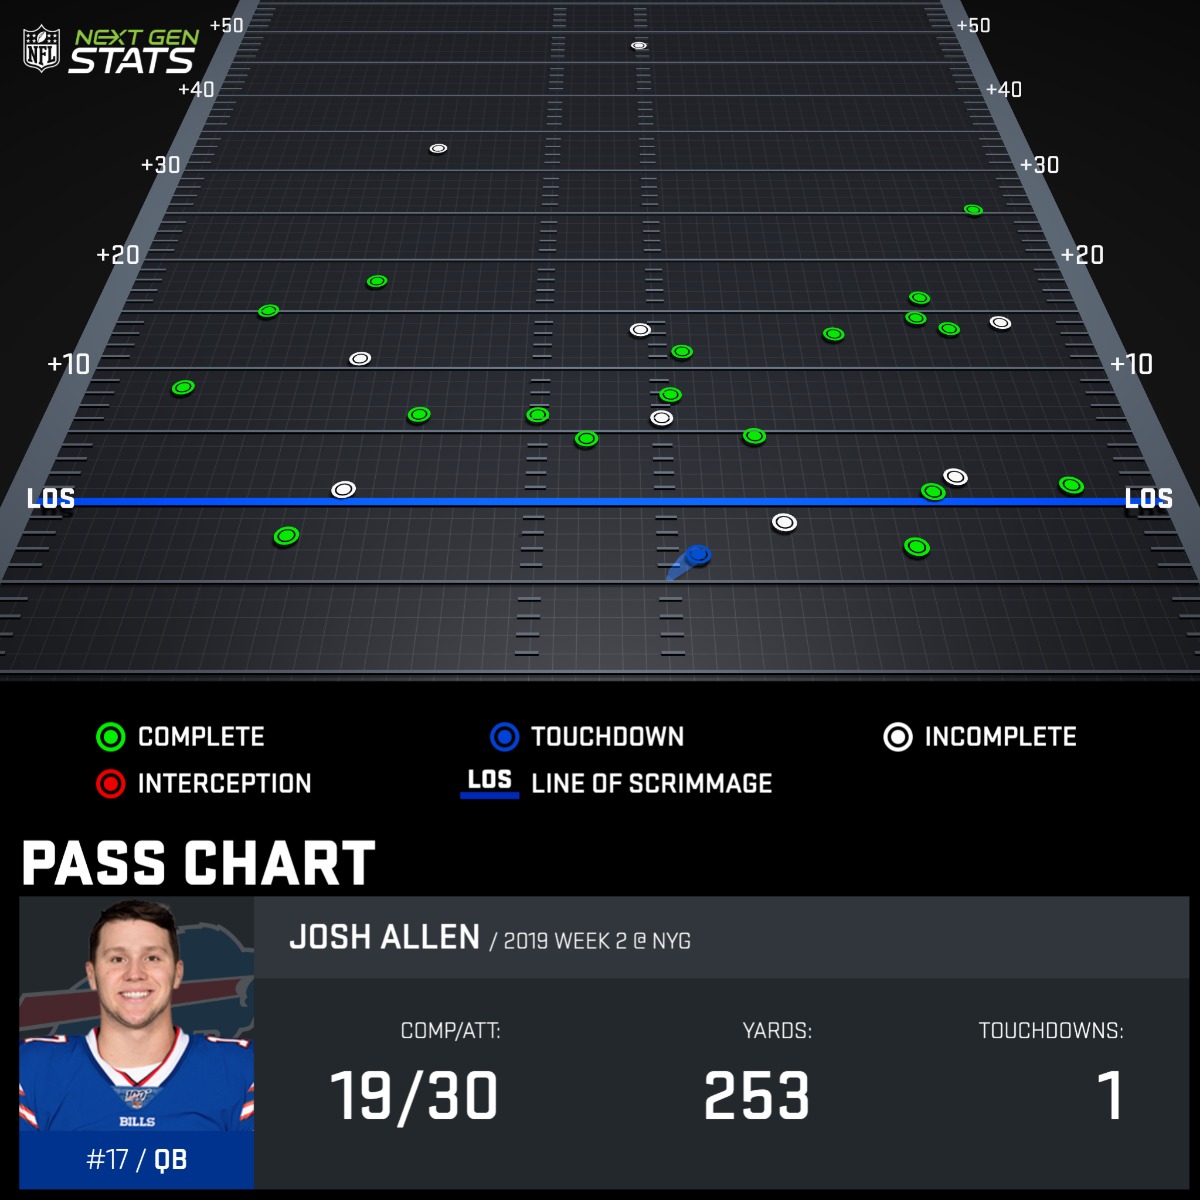 +50 +50
NFL NEXT GEN
STATS
+40 +40
+30 +30
+20 +20
+10 +10
LOS LOS
COMPLETE TOUCHDOWN INCOMPLETE
INTERCEPTION LOS LINE OF SCRIMMAGE
PASS CHART
JOSH ALLEN / 2019 WEEK 2 @ NYG
COMP/ATT: YARDS: TOUCHDOWNS:
19/30 253 1
BILLS
#17 / QB